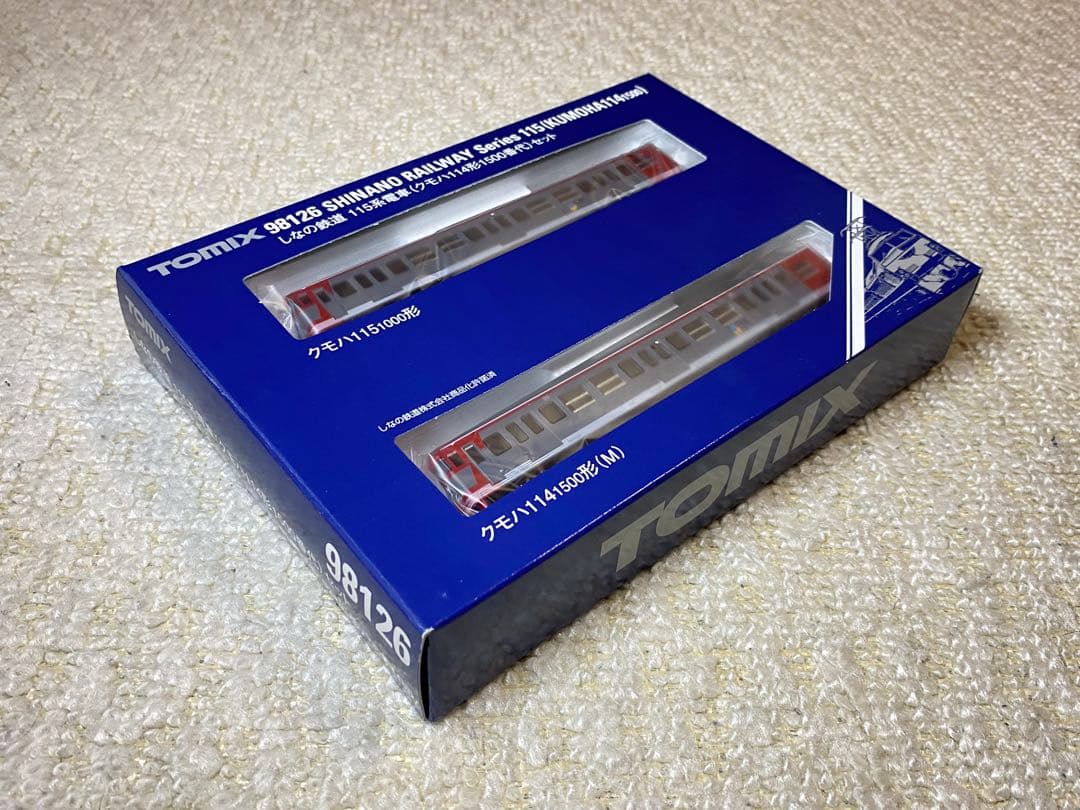 TOMIX 98126 SHINANO RAILWAY Series 115(KUMOHA114 1500)
しなの鉄道 115系電車(クモハ114形1500番代)セット
クモハ1151000形
しなの鉄道株式会社商品化許諾済
クモハ1141500形(M)
TOMIX
TOMIX
98126